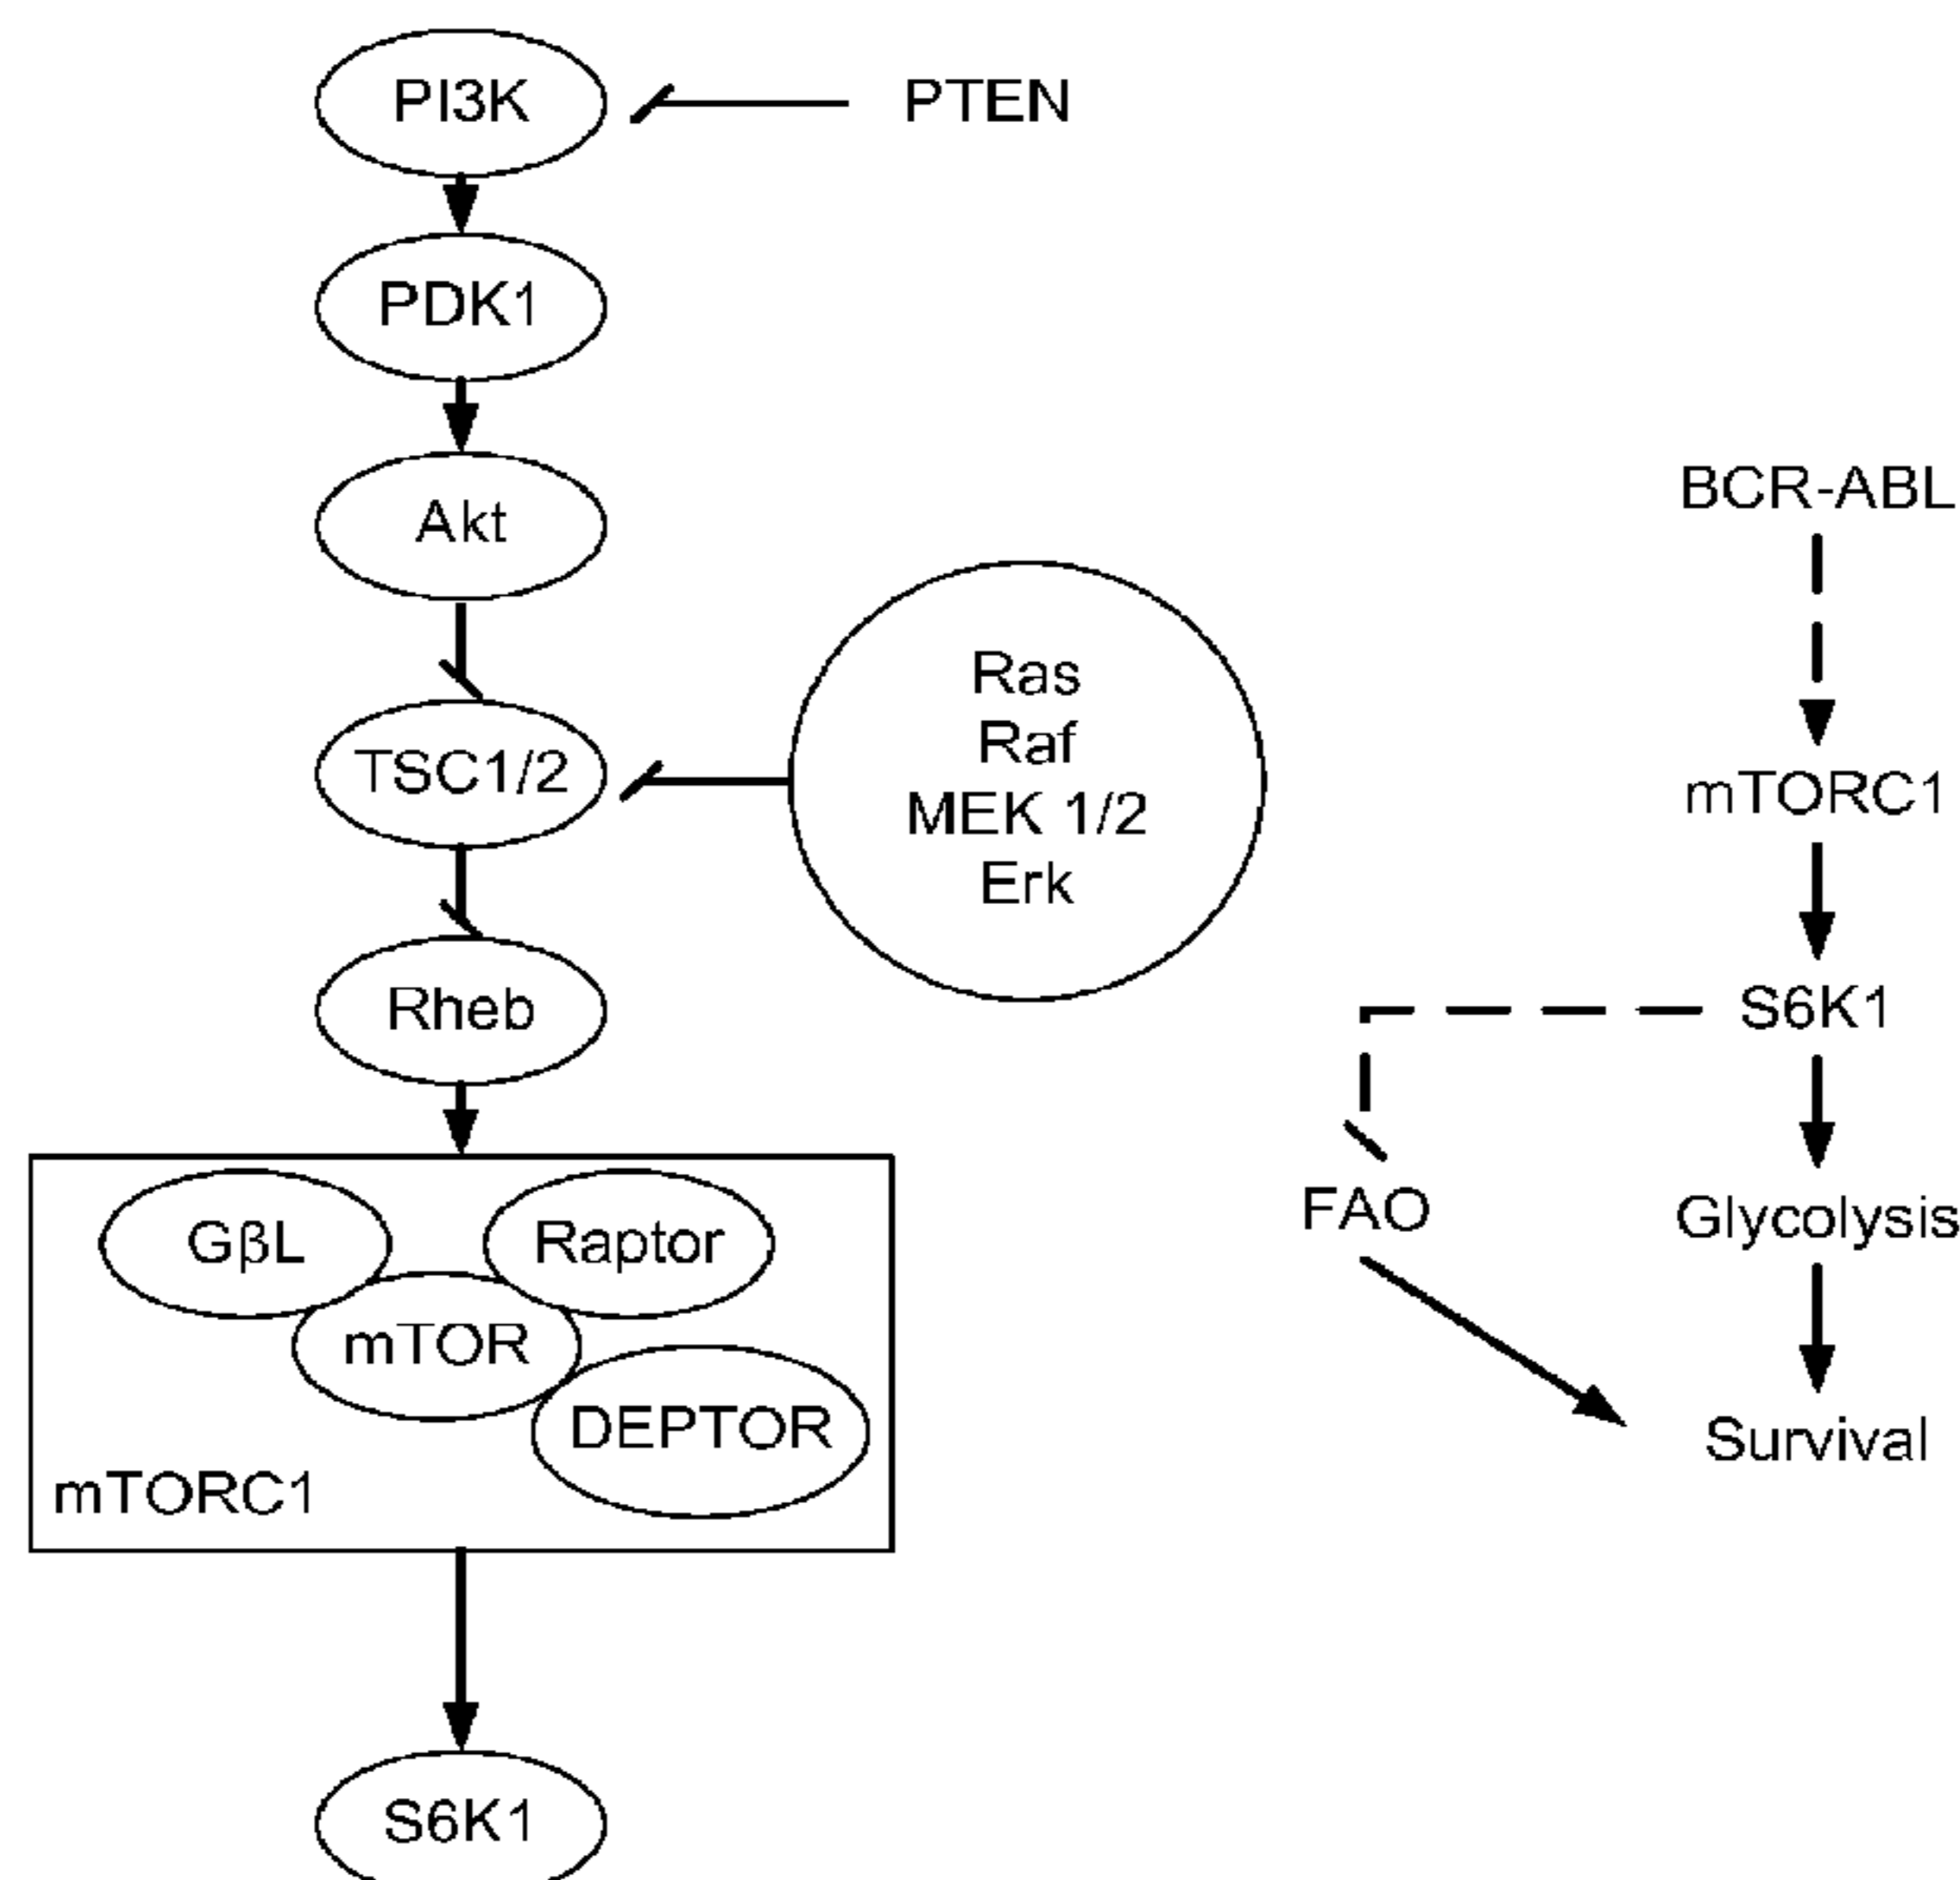 PI3K
PTEN
PDK1
Akt
TSC1/2
Ras
Raf
MEK 1/2
Erk
Rheb
GβL
Raptor
mTOR
DEPTOR
mTORC1
S6K1
BCR-ABL
mTORC1
S6K1
FAO
Glycolysis
Survival